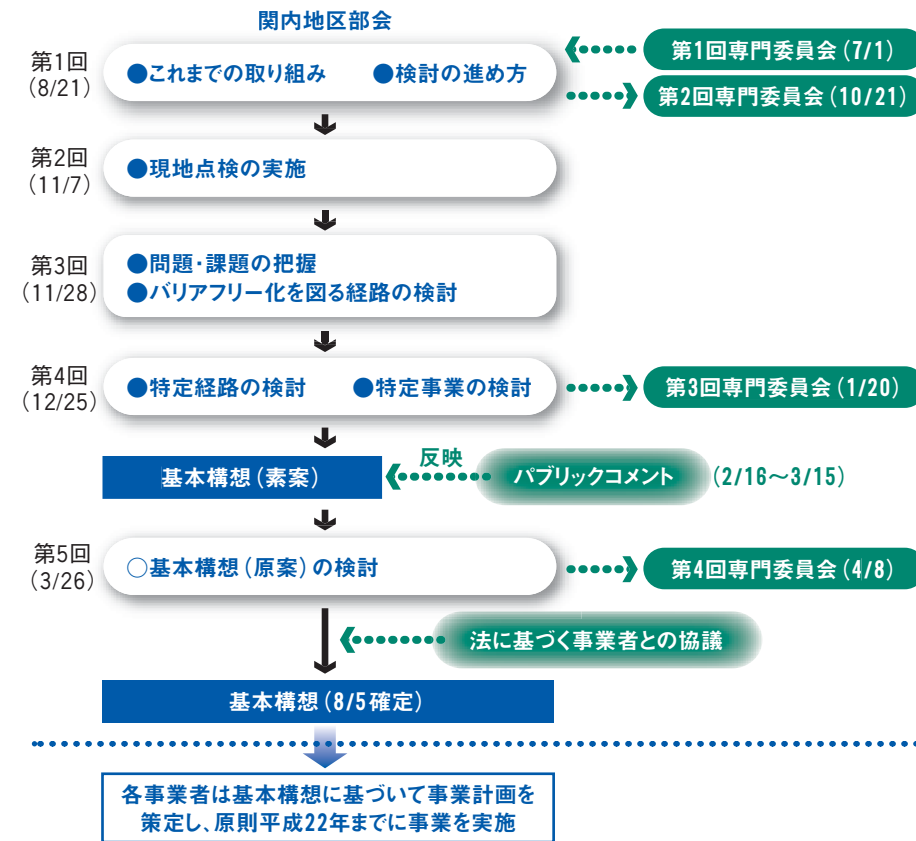 関内地区部会
第1回
(8/21)
●これまでの取り組み ●検討の進め方
第1回専門委員会(7/1)
第2回専門委員会(10/21)
第2回
(11/7)
●現地点検の実施
第3回
(11/28)
●問題・課題の把握
●バリアフリー化を図る経路の検討
第4回
(12/25)
●特定経路の検討 ●特定事業の検討
第3回専門委員会(1/20)
基本構想(素案)
反映
パブリックコメント
(2/16～3/15)
第5回
(3/26)
○基本構想(原案)の検討
第4回専門委員会(4/8)
法に基づく事業者との協議
基本構想(8/5確定)
各事業者は基本構想に基づいて事業計画を
策定し、原則平成22年までに事業を実施